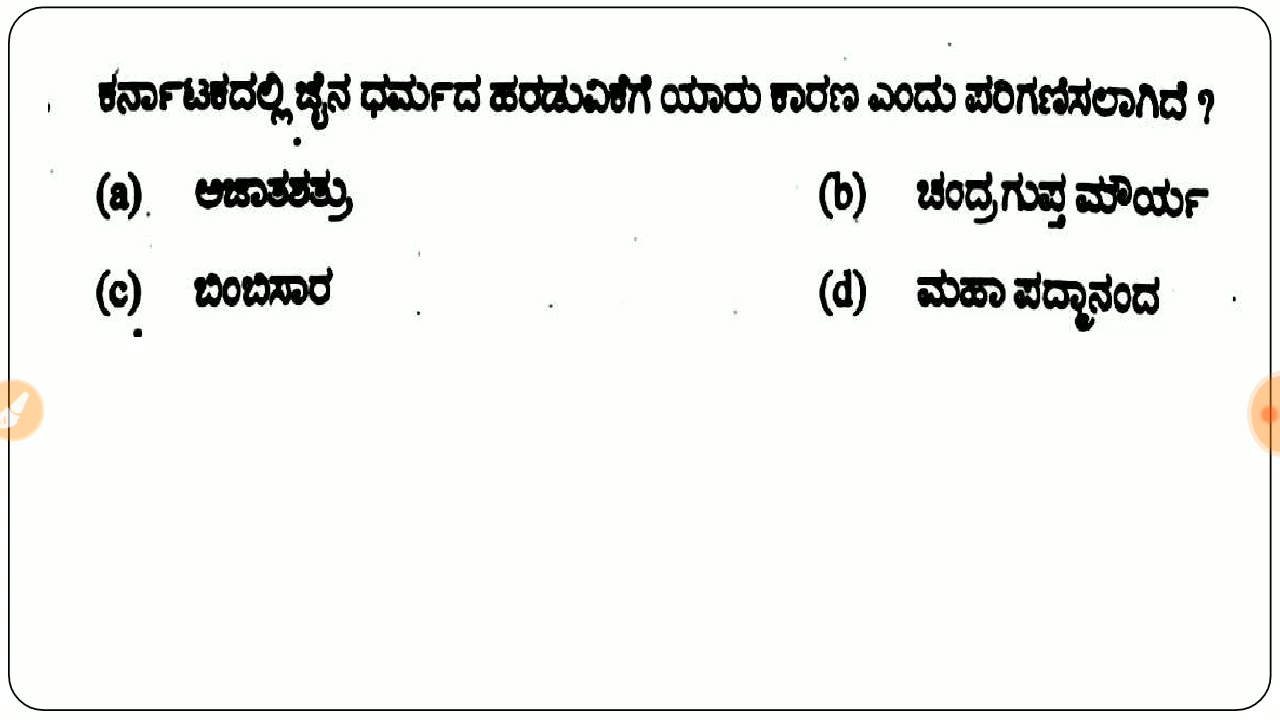 ಕರ್ನಾಟಕದಲ್ಲಿ ಜೈನ ಧರ್ಮದ ಹರಡುವಿಕೆಗೆ ಯಾರು ಕಾರಣ ಎಂದು ಪರಿಗಣಿಸಲಾಗಿದೆ ?
(a) ಅಜಾತಶತ್ರು (b) ಚಂದ್ರಗುಪ್ತ ಮೌರ್ಯ
(c) ಬಿಂಬಿಸಾರ (d) ಮಹಾ ಪದ್ಮಾನಂದ